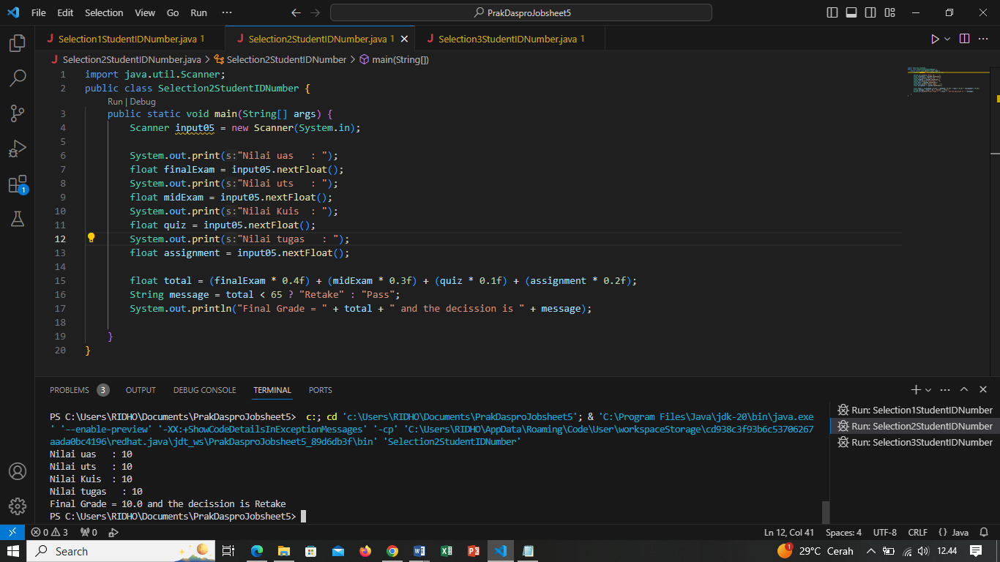 File Edit Selection View Go Run ··· PrakDasproJobsheet5
Selection1StudentIDNumber.java 1 Selection2StudentIDNumber.java 1 Selection3StudentIDNumber.java 1
Selection2StudentIDNumber.java > Selection2StudentIDNumber > main(String[])
1 import java.util.Scanner;
2 public class Selection2StudentIDNumber {
Run | Debug
3 public static void main(String[] args) {
4 Scanner input05 = new Scanner(System.in);
5
6 System.out.print(s:"Nilai uas   : ");
7 float finalExam = input05.nextFloat();
8 System.out.print(s:"Nilai uts   : ");
9 float midExam = input05.nextFloat();
10 System.out.print(s:"Nilai Kuis  : ");
11 float quiz = input05.nextFloat();
12 System.out.print(s:"Nilai tugas   : ");
13 float assignment = input05.nextFloat();
14
15 float total = (finalExam * 0.4f) + (midExam * 0.3f) + (quiz * 0.1f) + (assignment * 0.2f);
16 String message = total < 65 ? "Retake" : "Pass";
17 System.out.println("Final Grade = " + total + " and the decission is " + message);
18
19 }
20 }
PROBLEMS 3 OUTPUT DEBUG CONSOLE TERMINAL PORTS
PS C:\Users\RIDHO\Documents\PrakDasproJobsheet5>  c:; cd 'c:\Users\RIDHO\Documents\PrakDasproJobsheet5'; & 'C:\Program Files\Java\jdk-20\bin\java.exe
' '--enable-preview' '-XX:+ShowCodeDetailsInExceptionMessages' '-cp' 'C:\Users\RIDHO\AppData\Roaming\Code\User\workspaceStorage\cd938c3f93b6c53706267
aada0bc4196\redhat.java\jdt_ws\PrakDasproJobsheet5_89d6db3f\bin' 'Selection2StudentIDNumber'
Nilai uas   : 10
Nilai uts   : 10
Nilai Kuis  : 10
Nilai tugas   : 10
Final Grade = 10.0 and the decission is Retake
PS C:\Users\RIDHO\Documents\PrakDasproJobsheet5>
Run: Selection1StudentIDNumber
Run: Selection2StudentIDNumber
Run: Selection3StudentIDNumber
1
0 3 0 Ln 12, Col 41 Spaces: 4 UTF-8 CRLF { } Java
Search 1 29°C Cerah 12.44